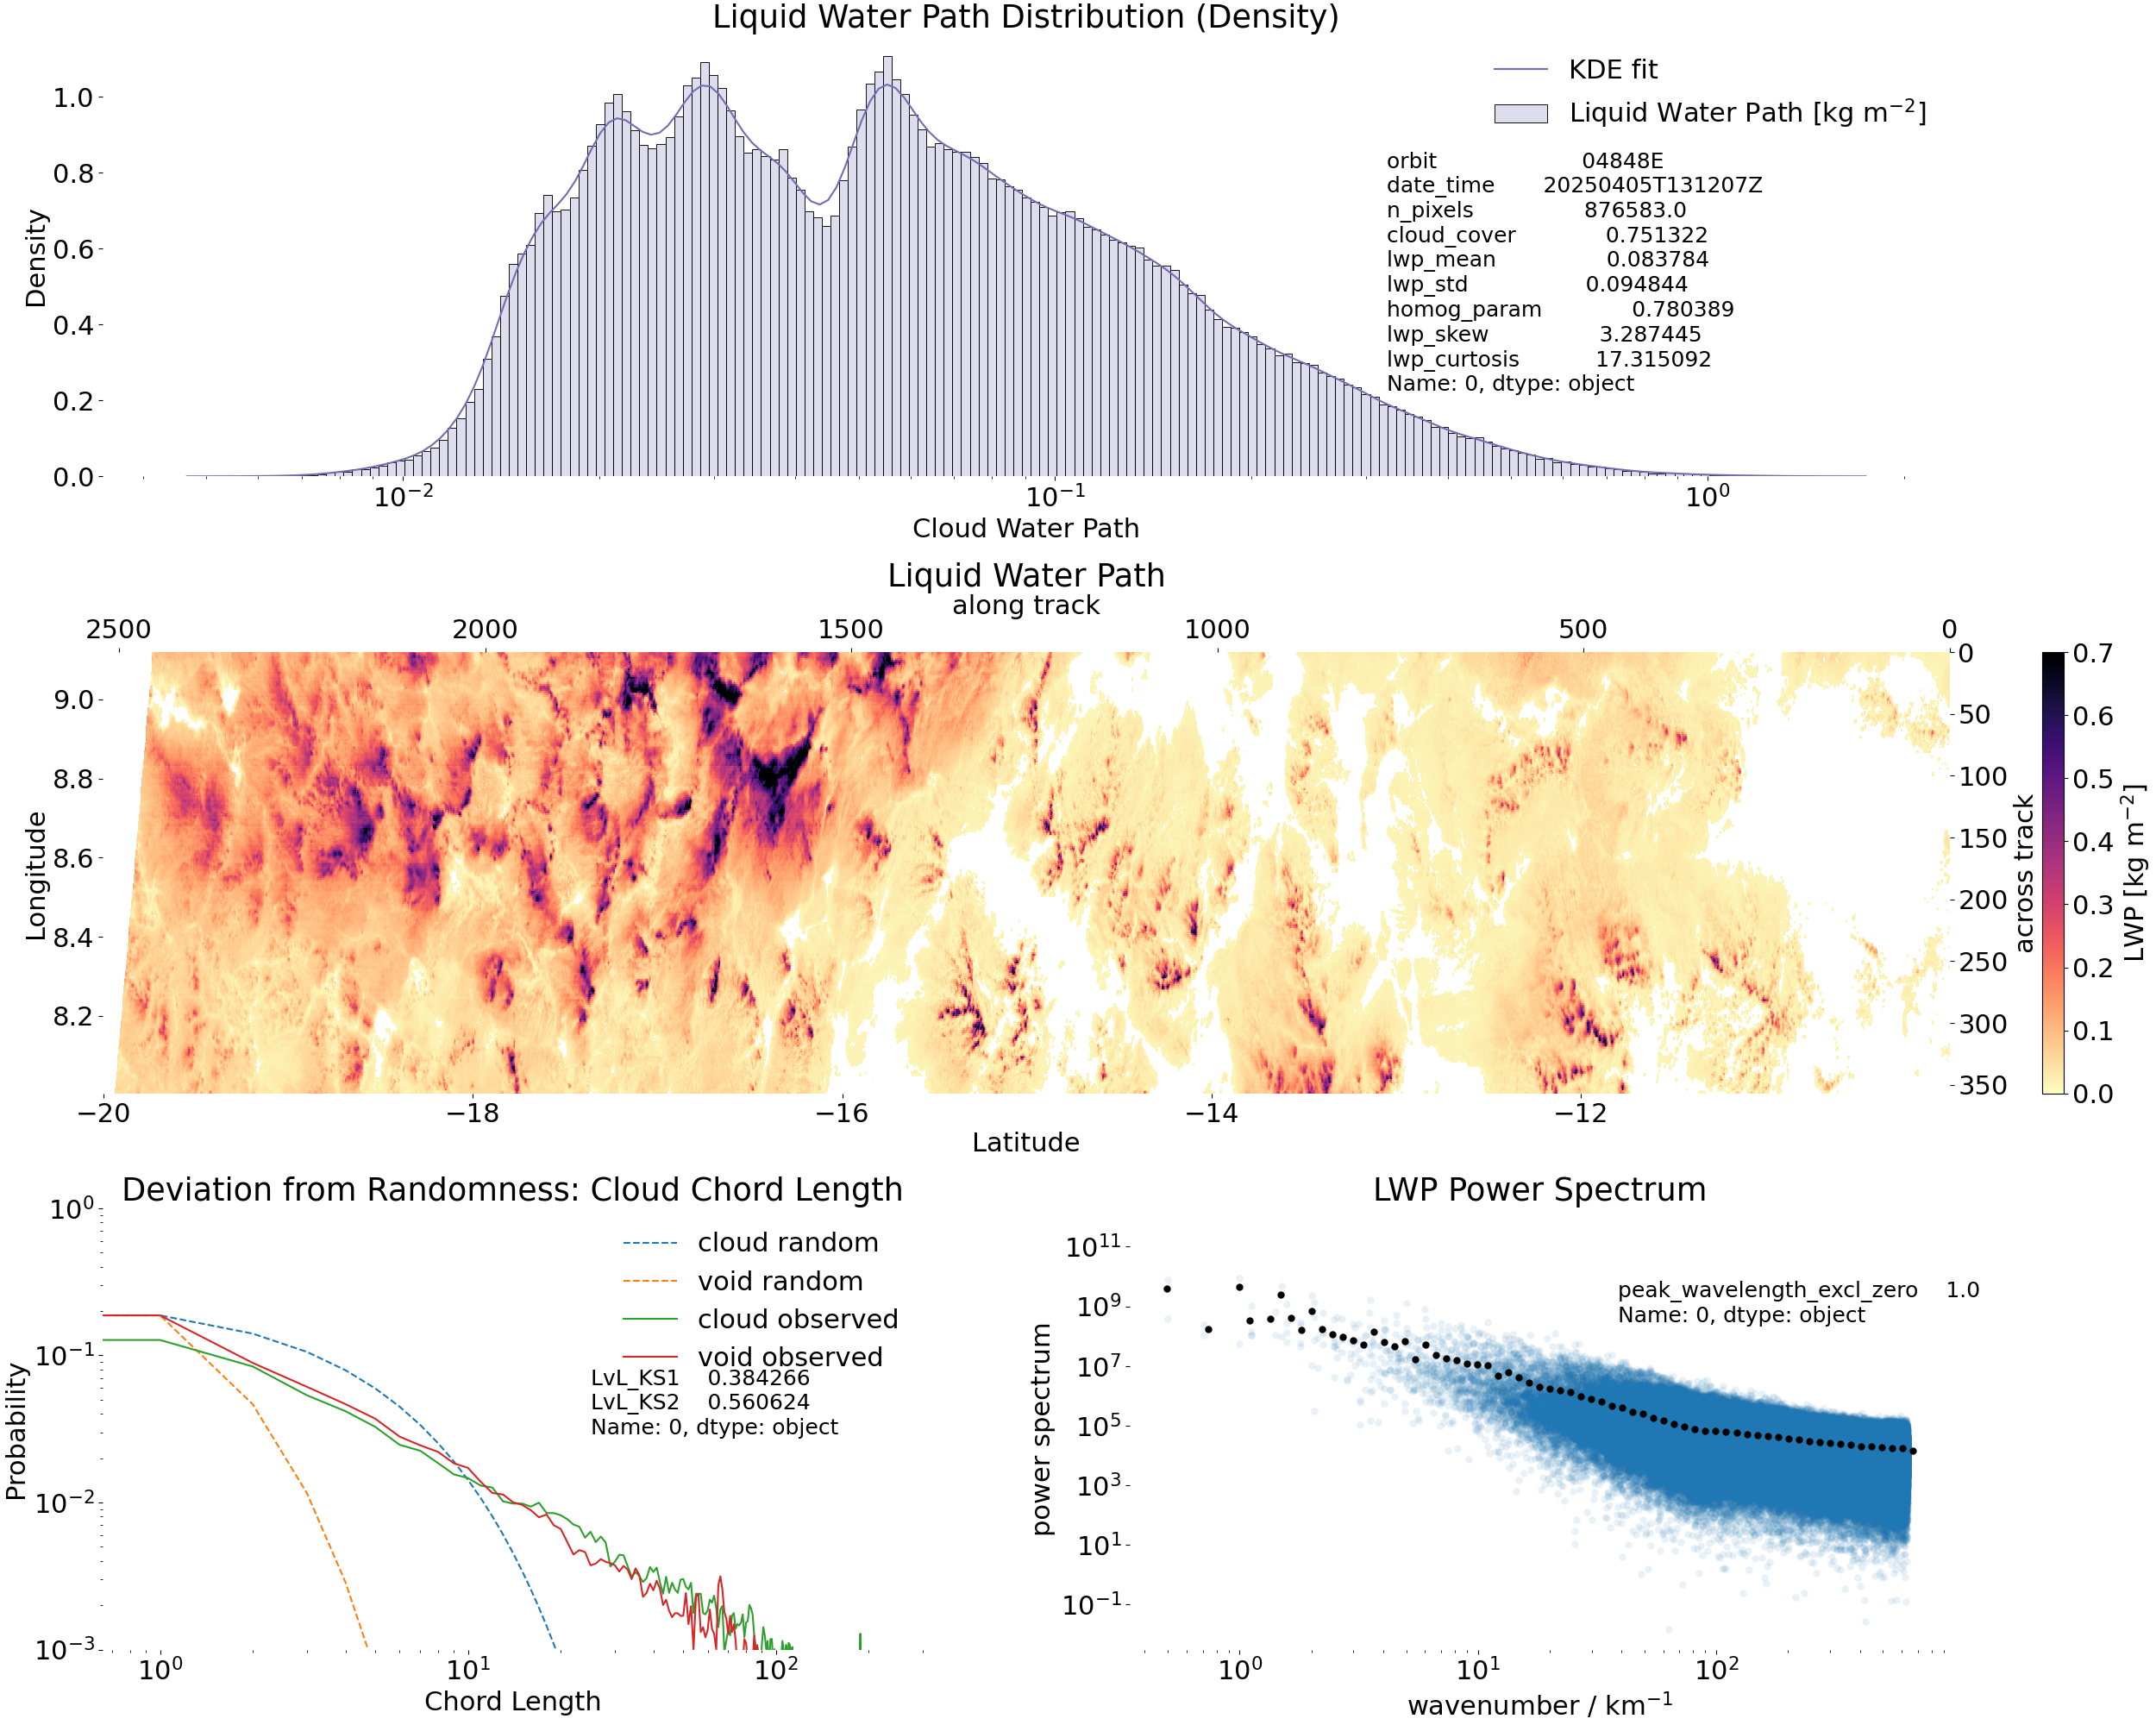 Liquid Water Path Distribution (Density)
KDE fit
Liquid Water Path [kg m⁻²]
orbit 04848E
date_time 20250405T131207Z
n_pixels 876583.0
cloud_cover 0.751322
lwp_mean 0.083784
lwp_std 0.094844
homog_param 0.780389
lwp_skew 3.287445
lwp_curtosis 17.315092
Name: 0, dtype: object
Density
1.0
0.8
0.6
0.4
0.2
0.0
10⁻² 10⁻¹ 10⁰
Cloud Water Path
Liquid Water Path
along track
2500 2000 1500 1000 500 0
Longitude
9.0
8.8
8.6
8.4
8.2
0
50
100
150
200
250
300
350
across track
0.7
0.6
0.5
0.4
0.3
0.2
0.1
0.0
LWP [kg m⁻²]
−20 −18 −16 −14 −12
Latitude
Deviation from Randomness: Cloud Chord Length
cloud random
void random
cloud observed
void observed
LvL_KS1 0.384266
LvL_KS2 0.560624
Name: 0, dtype: object
Probability
10⁰
10⁻¹
10⁻²
10⁻³
10⁰ 10¹ 10²
Chord Length
LWP Power Spectrum
peak_wavelength_excl_zero 1.0
Name: 0, dtype: object
power spectrum
10¹¹
10⁹
10⁷
10⁵
10³
10¹
10⁻¹
10⁰ 10¹ 10²
wavenumber / km⁻¹